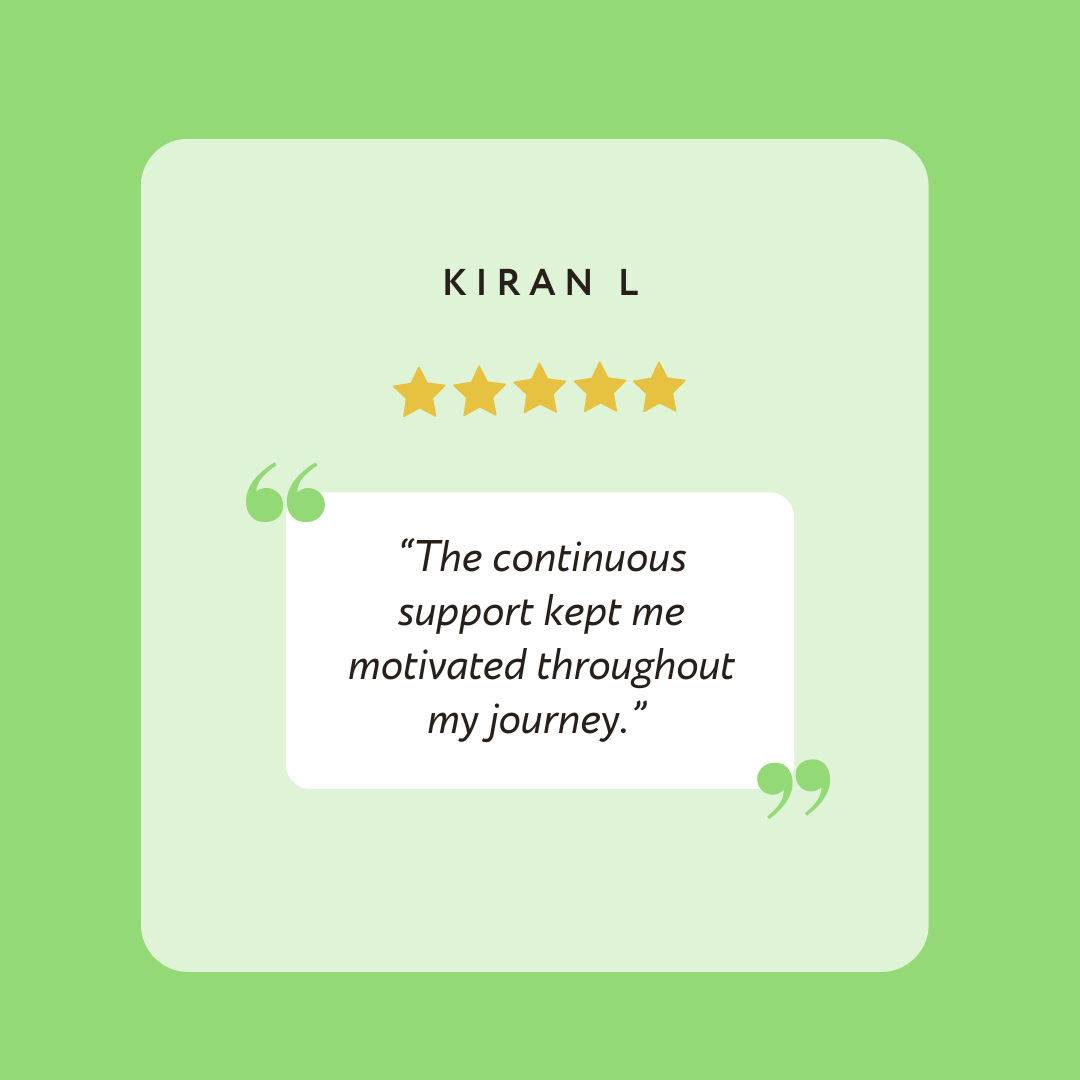 KIRAN L
“The continuous
support kept me
motivated throughout
my journey.”